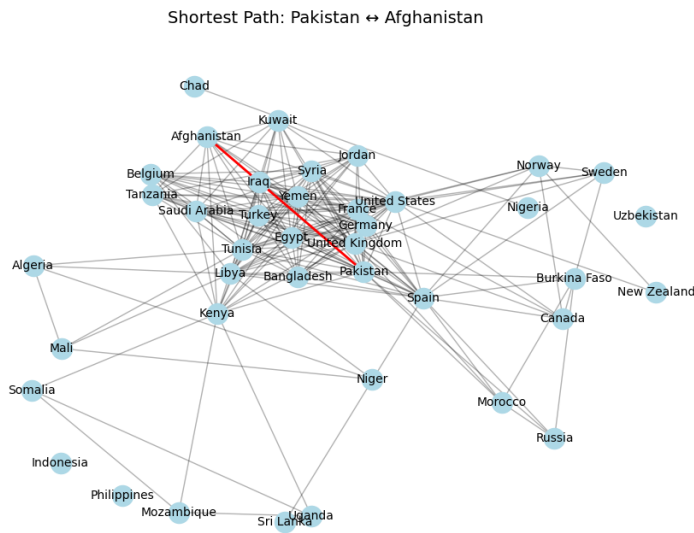 Shortest Path: Pakistan ↔ Afghanistan
Chad
Kuwait
Afghanistan
Jordan
Syria
Norway
Sweden
Belgium
Iraq
Tanzania
Yemen
United States
Saudi Arabia
Turkey
France
Nigeria
Uzbekistan
Germany
Egypt
United Kingdom
Tunisia
Algeria
Libya
Bangladesh
Pakistan
Burkina Faso
New Zealand
Spain
Kenya
Canada
Mali
Niger
Somalia
Morocco
Russia
Indonesia
Philippines
Mozambique
Uganda
Sri Lanka